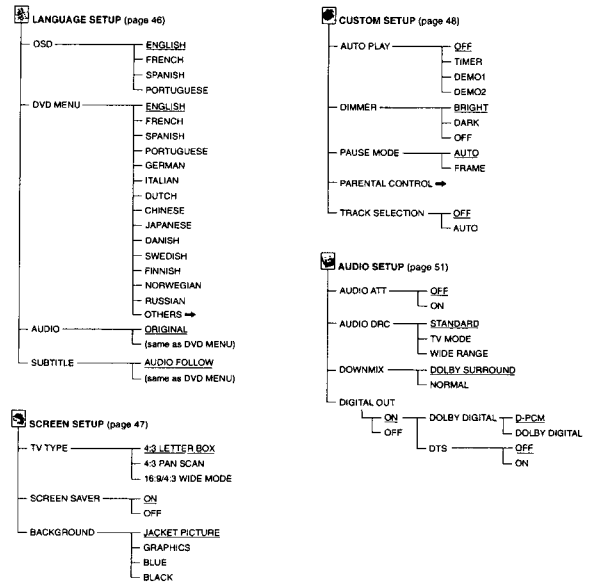 LANGUAGE SETUP (page 46)
OSD
ENGLISH
FRENCH
SPANISH
PORTUGUESE
DVD MENU
ENGLISH
FRENCH
SPANISH
PORTUGUESE
GERMAN
ITALIAN
DUTCH
CHINESE
JAPANESE
DANISH
SWEDISH
FINNISH
NORWEGIAN
RUSSIAN
OTHERS ➡
AUDIO
ORIGINAL
(same as DVD MENU)
SUBTITLE
AUDIO FOLLOW
(same as DVD MENU)
SCREEN SETUP (page 47)
TV TYPE
4:3 LETTER BOX
4:3 PAN SCAN
16:9/4:3 WIDE MODE
SCREEN SAVER
ON
OFF
BACKGROUND
JACKET PICTURE
GRAPHICS
BLUE
BLACK
CUSTOM SETUP (page 48)
AUTO PLAY
OFF
TIMER
DEMO1
DEMO2
DIMMER
BRIGHT
DARK
OFF
PAUSE MODE
AUTO
FRAME
PARENTAL CONTROL ➡
TRACK SELECTION
OFF
AUTO
AUDIO SETUP (page 51)
AUDIO ATT
OFF
ON
AUDIO DRC
STANDARD
TV MODE
WIDE RANGE
DOWNMIX
DOLBY SURROUND
NORMAL
DIGITAL OUT
ON
OFF
DOLBY DIGITAL
D-PCM
DOLBY DIGITAL
DTS
OFF
ON